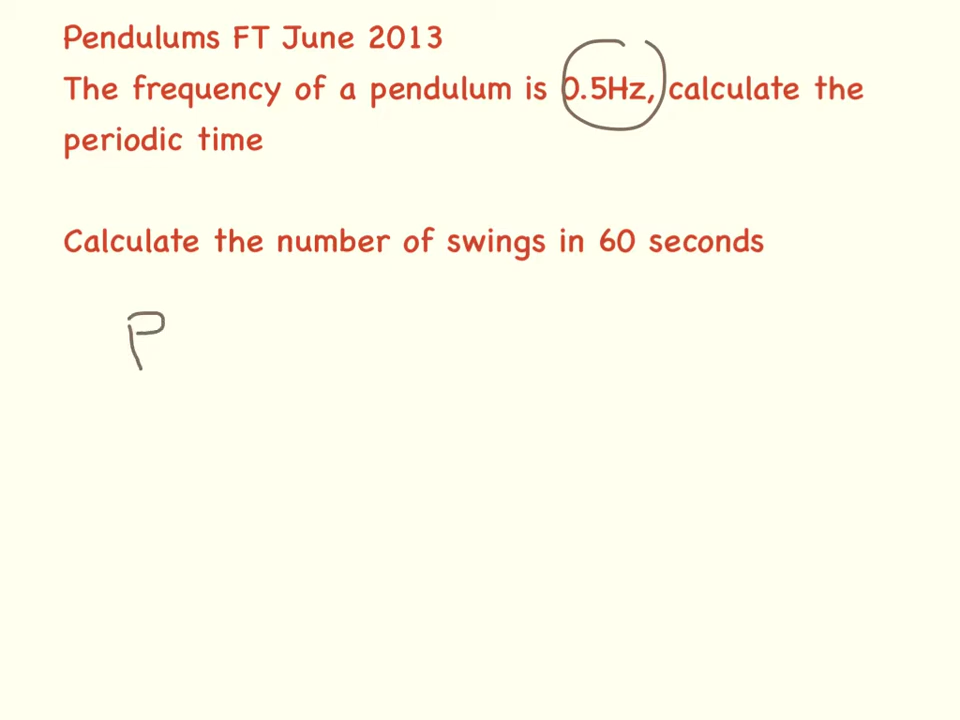 Pendulums FT June 2013
The frequency of a pendulum is 0.5Hz, calculate the
periodic time
Calculate the number of swings in 60 seconds
P